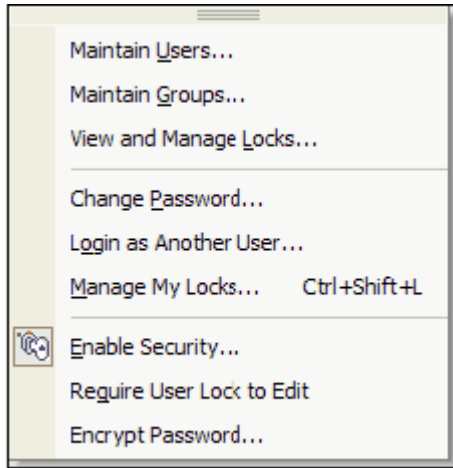 Maintain Users...
Maintain Groups...
View and Manage Locks...
Change Password...
Login as Another User...
Manage My Locks... Ctrl+Shift+L
Enable Security...
Require User Lock to Edit
Encrypt Password...